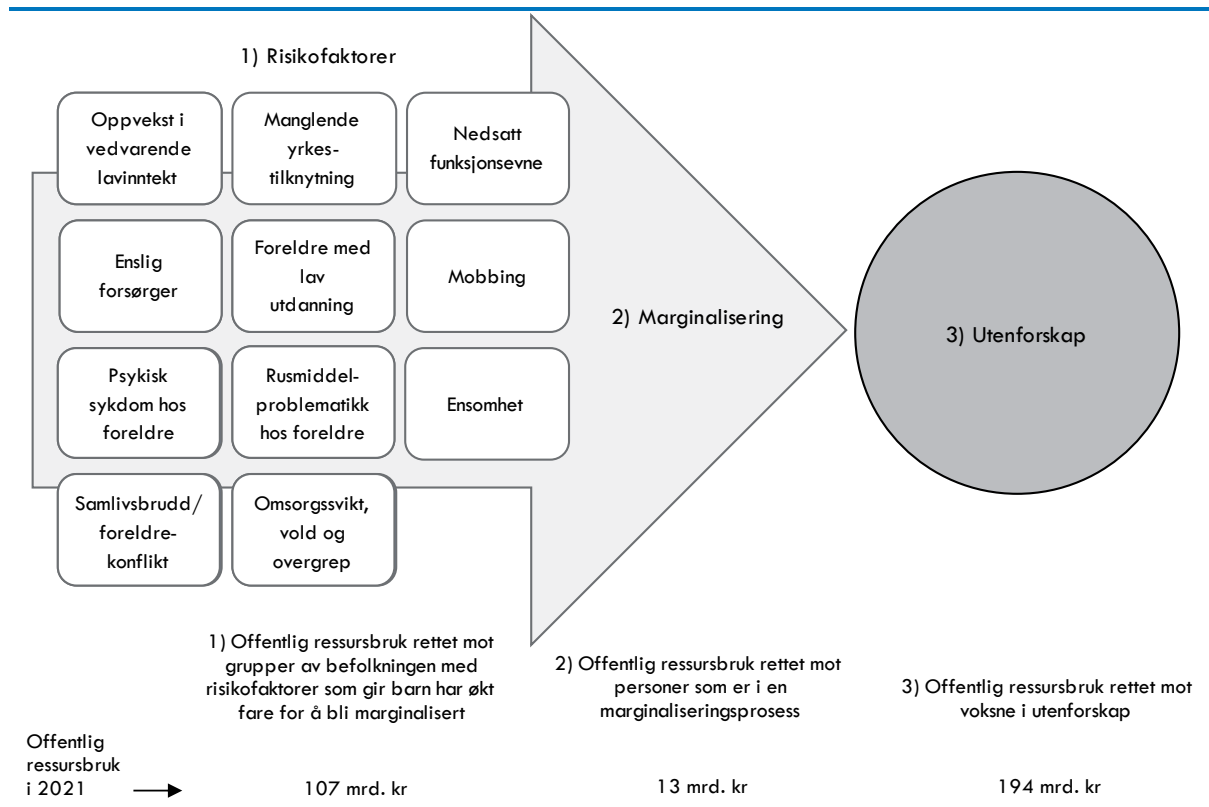 1) Risikofaktorer
Oppvekst i
vedvarende
lavinntekt
Manglende
yrkes-
tilknytning
Nedsatt
funksjonsevne
Enslig
forsørger
Foreldre med
lav
utdanning
Mobbing
2) Marginalisering
3) Utenforskap
Psykisk
sykdom hos
foreldre
Rusmiddel-
problematikk
hos foreldre
Ensomhet
Samlivsbrudd/
foreldre-
konflikt
Omsorgssvikt,
vold og
overgrep
1) Offentlig ressursbruk rettet mot
grupper av befolkningen med
risikofaktorer som gir barn har økt
fare for å bli marginalisert
2) Offentlig ressursbruk rettet mot
personer som er i en
marginaliseringsprosess
3) Offentlig ressursbruk rettet mot
voksne i utenforskap
Offentlig
ressursbruk
i 2021
107 mrd. kr
13 mrd. kr
194 mrd. kr